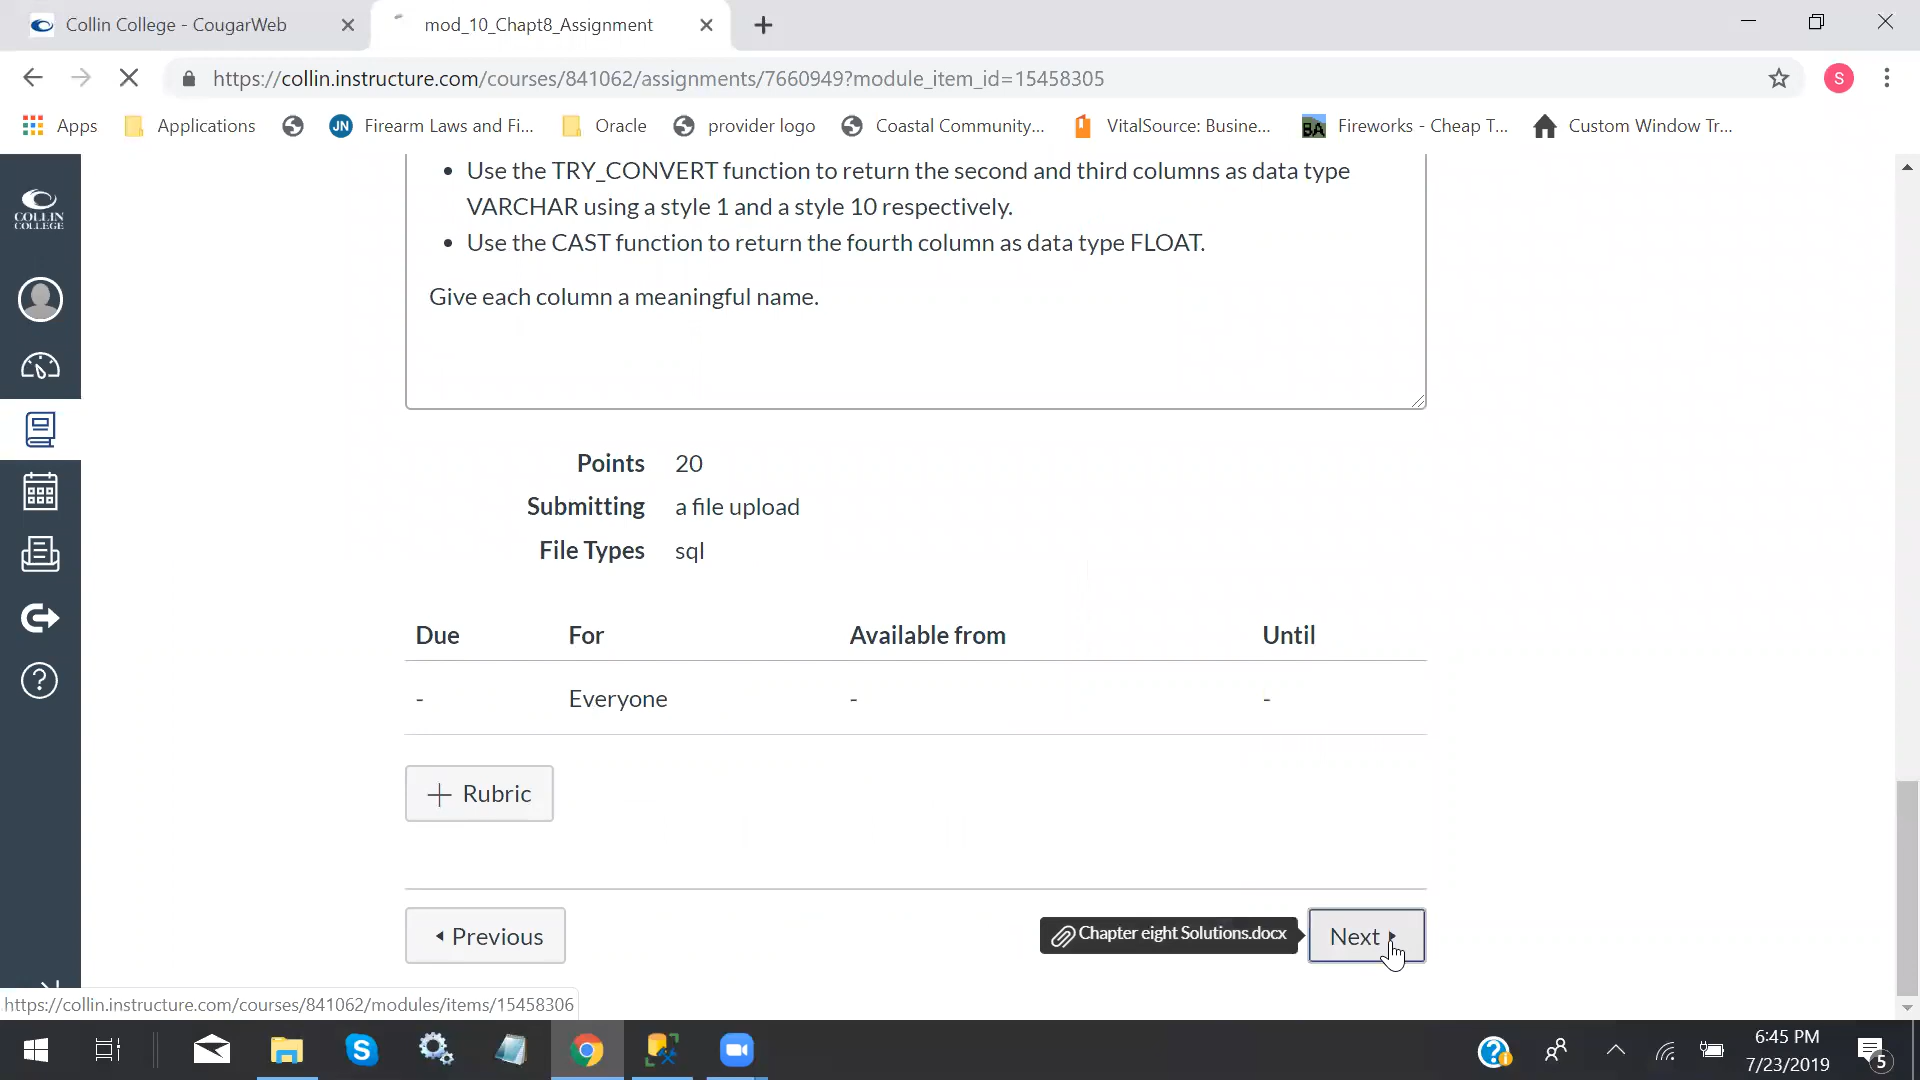 Collin College - CougarWeb
mod_10_Chapt8_Assignment
https://collin.instructure.com/courses/841062/assignments/7660949?module_item_id=15458305
S
Apps
Applications
JN
Firearm Laws and Fi...
Oracle
provider logo
Coastal Community...
VitalSource: Busine...
BA
Fireworks - Cheap T...
Custom Window Tr...
COLLIN
COLLEGE
• Use the TRY_CONVERT function to return the second and third columns as data type
VARCHAR using a style 1 and a style 10 respectively.
• Use the CAST function to return the fourth column as data type FLOAT.
Give each column a meaningful name.
Points 20
Submitting a file upload
File Types sql
Due For Available from Until
- Everyone - -
+ Rubric
Previous
Chapter eight Solutions.docx
Next
https://collin.instructure.com/courses/841062/modules/items/15458306
6:45 PM
7/23/2019
5